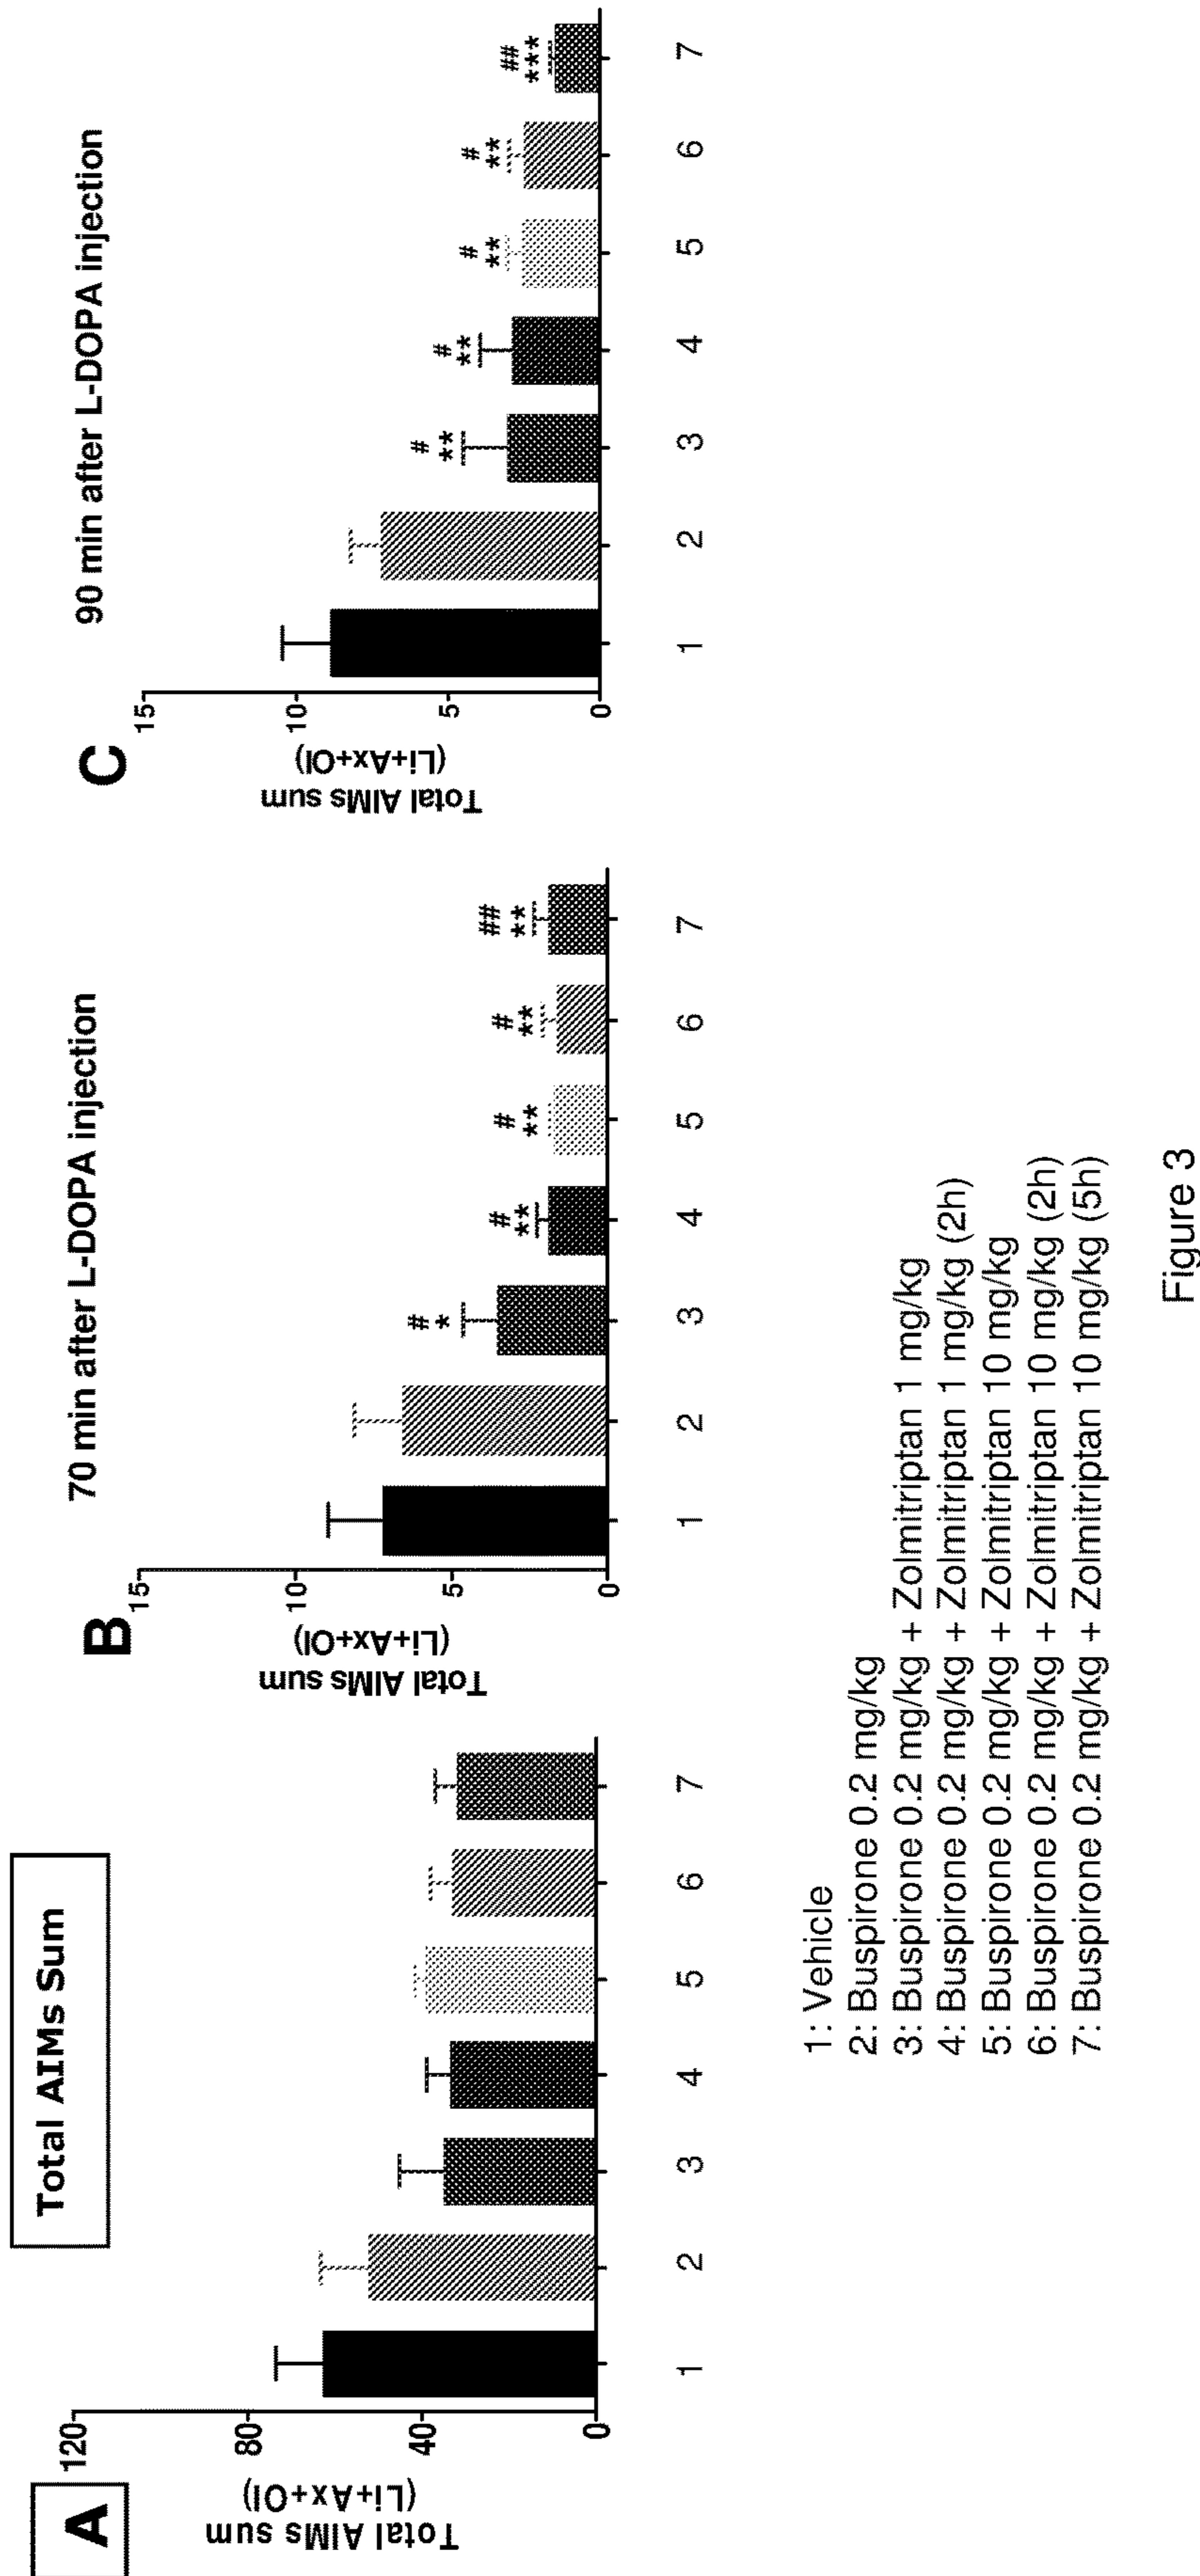 Total AIMs Sum
A
Total AIMs sum
(Li+Ax+Ol)
120
80
40
0
1 2 3 4 5 6 7
B
70 min after L-DOPA injection
Total AIMs sum
(Li+Ax+Ol)
15
10
5
0
# # # # ##
* ** ** ** **
1 2 3 4 5 6 7
C
90 min after L-DOPA injection
Total AIMs sum
(Li+Ax+Ol)
15
10
5
0
# # # # ##
** ** ** ** ***
1 2 3 4 5 6 7
1: Vehicle
2: Buspirone 0.2 mg/kg
3: Buspirone 0.2 mg/kg + Zolmitriptan 1 mg/kg
4: Buspirone 0.2 mg/kg + Zolmitriptan 1 mg/kg (2h)
5: Buspirone 0.2 mg/kg + Zolmitriptan 10 mg/kg
6: Buspirone 0.2 mg/kg + Zolmitriptan 10 mg/kg (2h)
7: Buspirone 0.2 mg/kg + Zolmitriptan 10 mg/kg (5h)
Figure 3